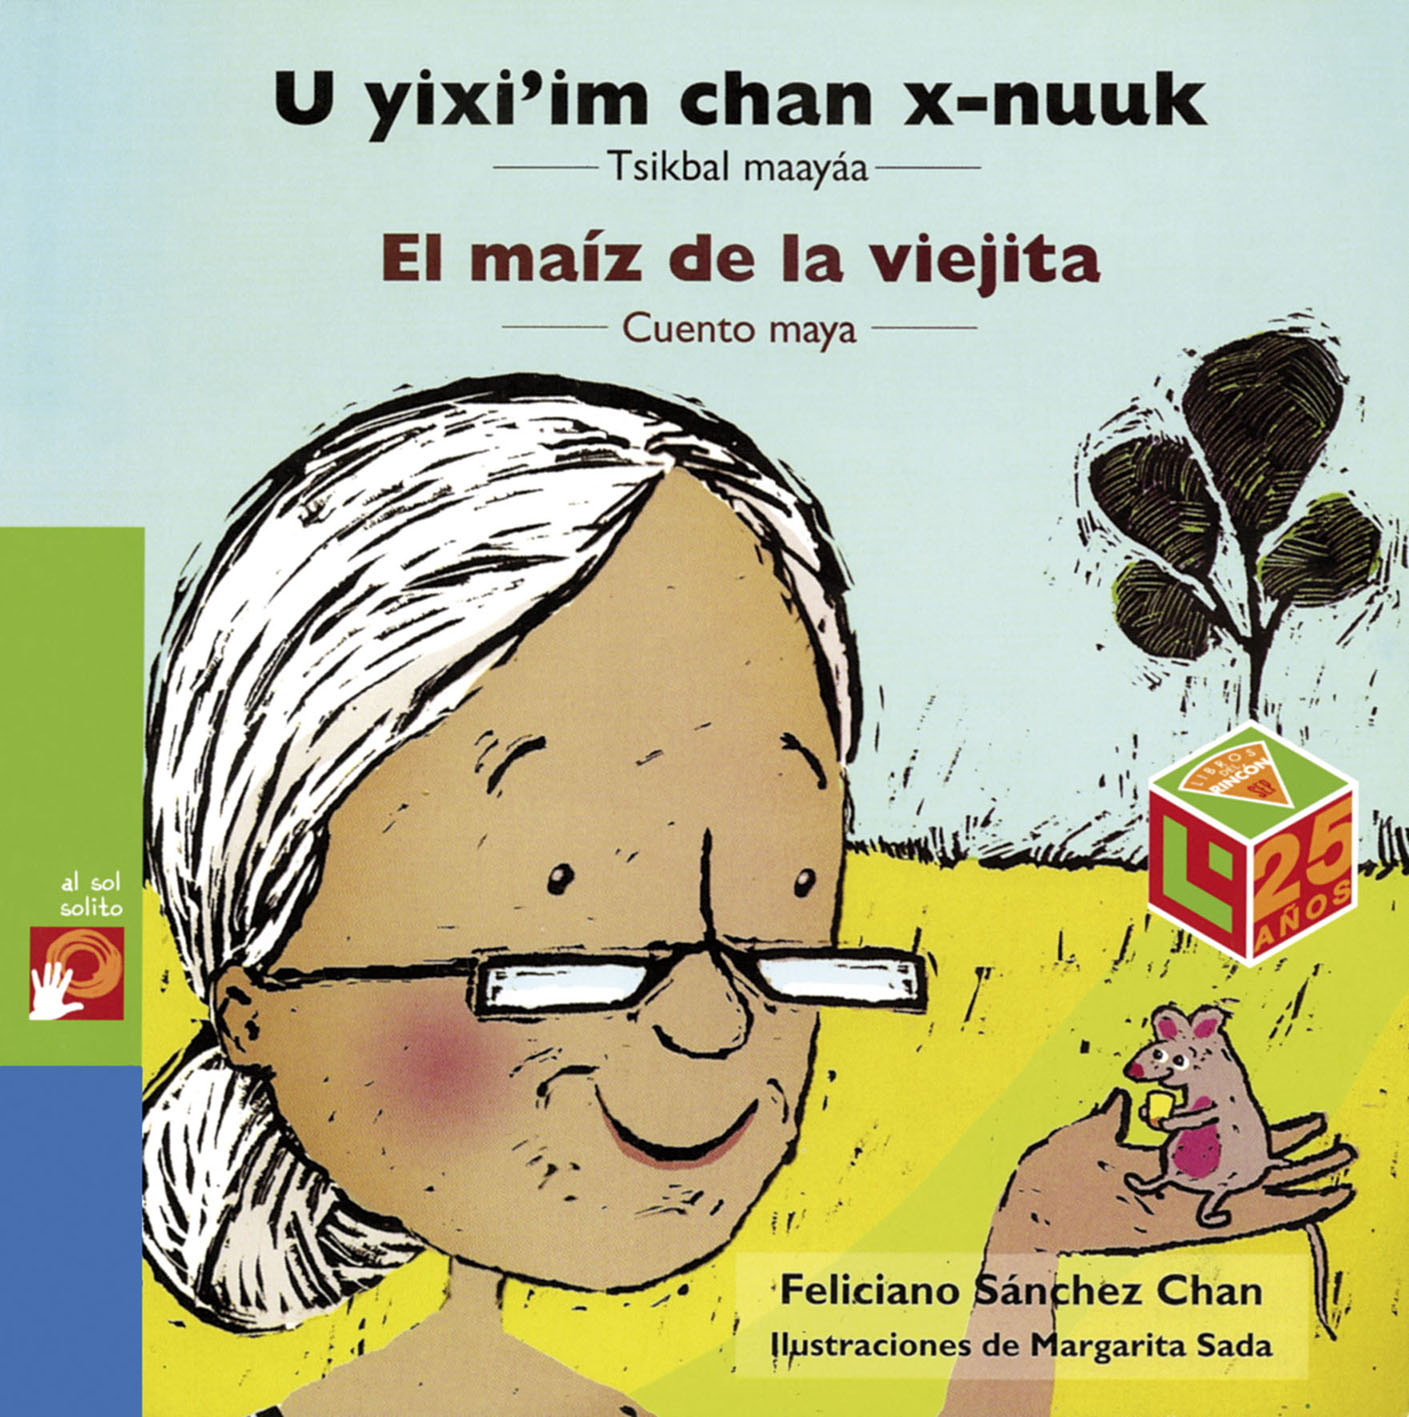 U yixi'im chan x-nuuk
Tsikbal maayáa
El maíz de la viejita
Cuento maya
al sol
solito
LIBROS
DEL
RINCÓN
SEP
25
AÑOS
Feliciano Sánchez Chan
Ilustraciones de Margarita Sada